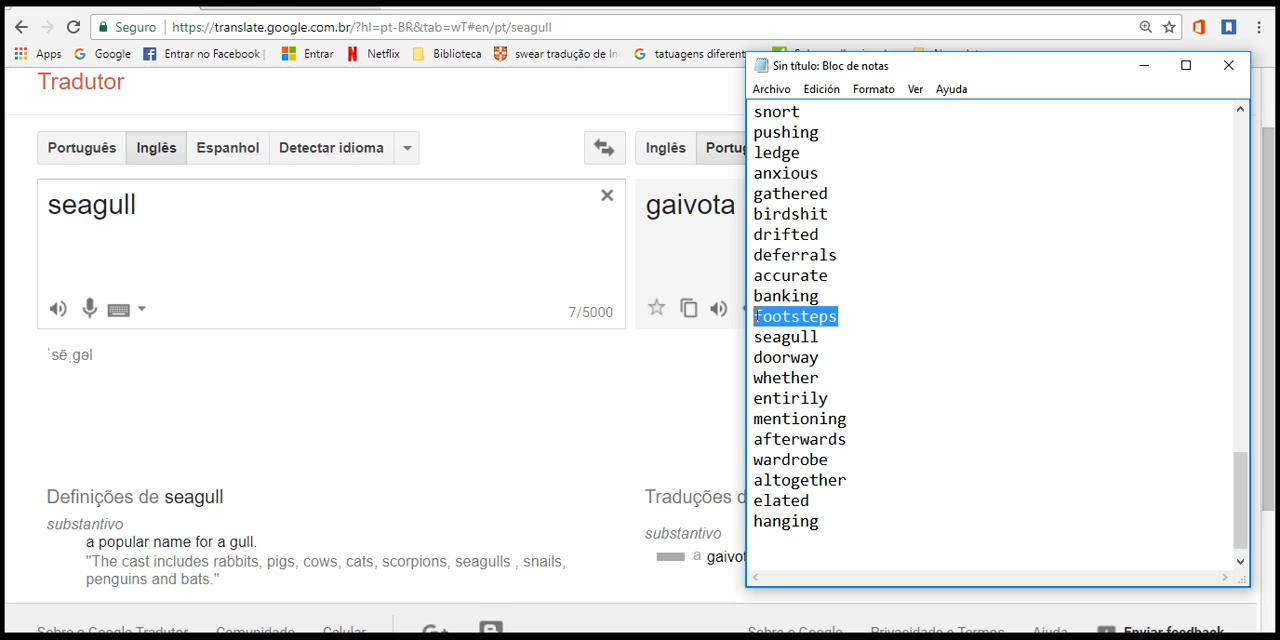 Seguro https://translate.google.com.br/?hl=pt-BR&tab=wT#en/pt/seagull
Apps Google Entrar no Facebook Entrar Netflix Biblioteca swear tradução de In tatuagens diferent
Tradutor
Português Inglês Espanhol Detectar idioma
Inglês Portug
seagull
gaivota
7/5000
ˈsēˌgəl
Definições de seagull
substantivo
a popular name for a gull.
"The cast includes rabbits, pigs, cows, cats, scorpions, seagulls , snails,
penguins and bats."
Traduções d
substantivo
a gaivot
Sobre o Google Tradutor Comunidade Celular G+
Sobre o Google Privacidade e Termos Ajuda Enviar feedback
Sin título: Bloc de notas
Archivo Edición Formato Ver Ayuda
snort
pushing
ledge
anxious
gathered
birdshit
drifted
deferrals
accurate
banking
footsteps
seagull
doorway
whether
entirily
mentioning
afterwards
wardrobe
altogether
elated
hanging